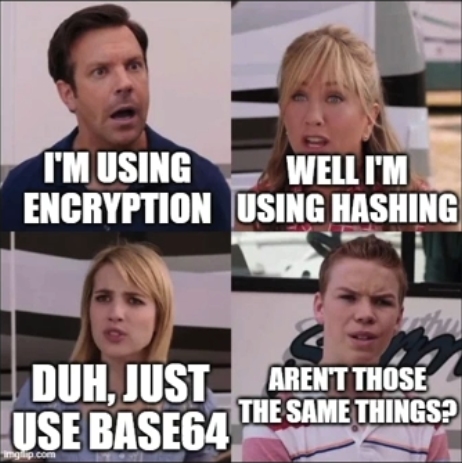 I'M USING
ENCRYPTION
WELL I'M
USING HASHING
DUH, JUST
USE BASE64
AREN'T THOSE
THE SAME THINGS?
imgflip.com